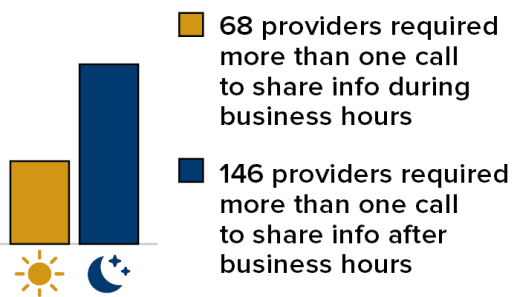 68 providers required
more than one call
to share info during
business hours
146 providers required
more than one call
to share info after
business hours